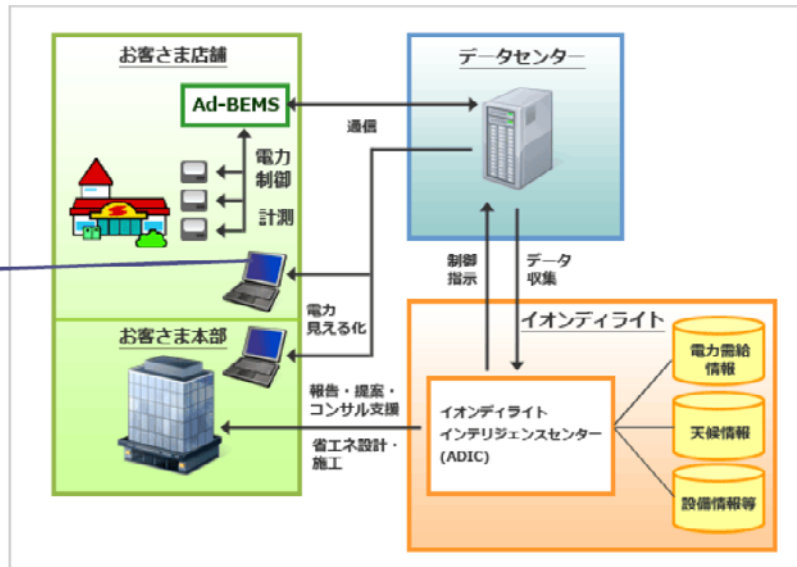 お客さま店舗
Ad-BEMS
電力
制御
計測
通信
データセンター
電力
見える化
制御
指示
データ
収集
お客さま本部
報告・提案・
コンサル支援
省エネ設計・
施工
イオンディライト
イオンディライト
インテリジェンスセンター
(ADIC)
電力需給
情報
天候情報
設備情報等